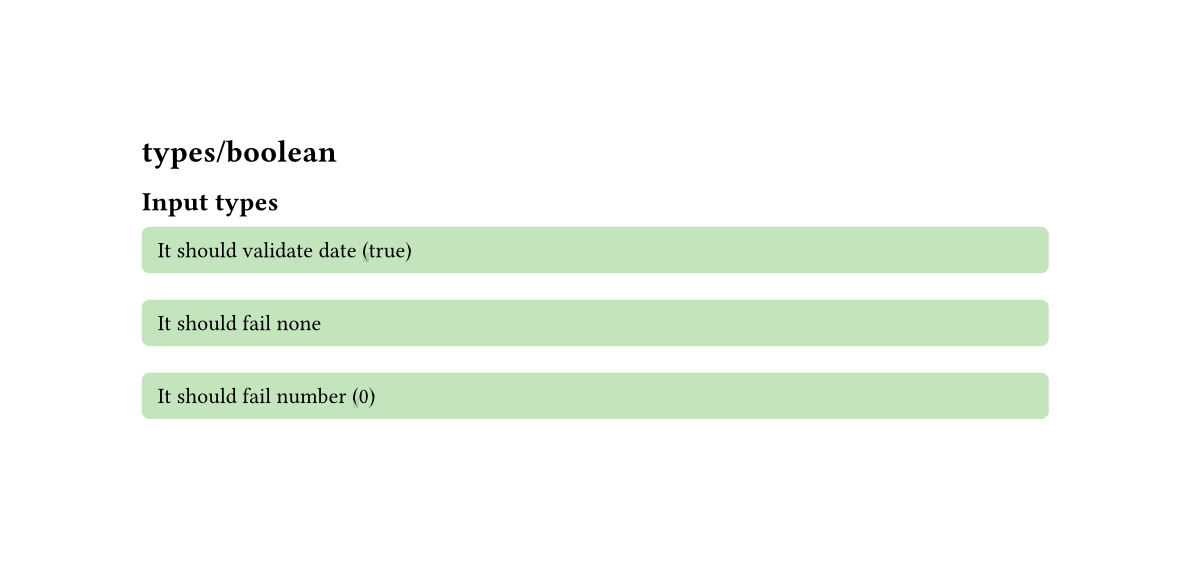 types/boolean
Input types
It should validate date (true)
It should fail none
It should fail number (0)